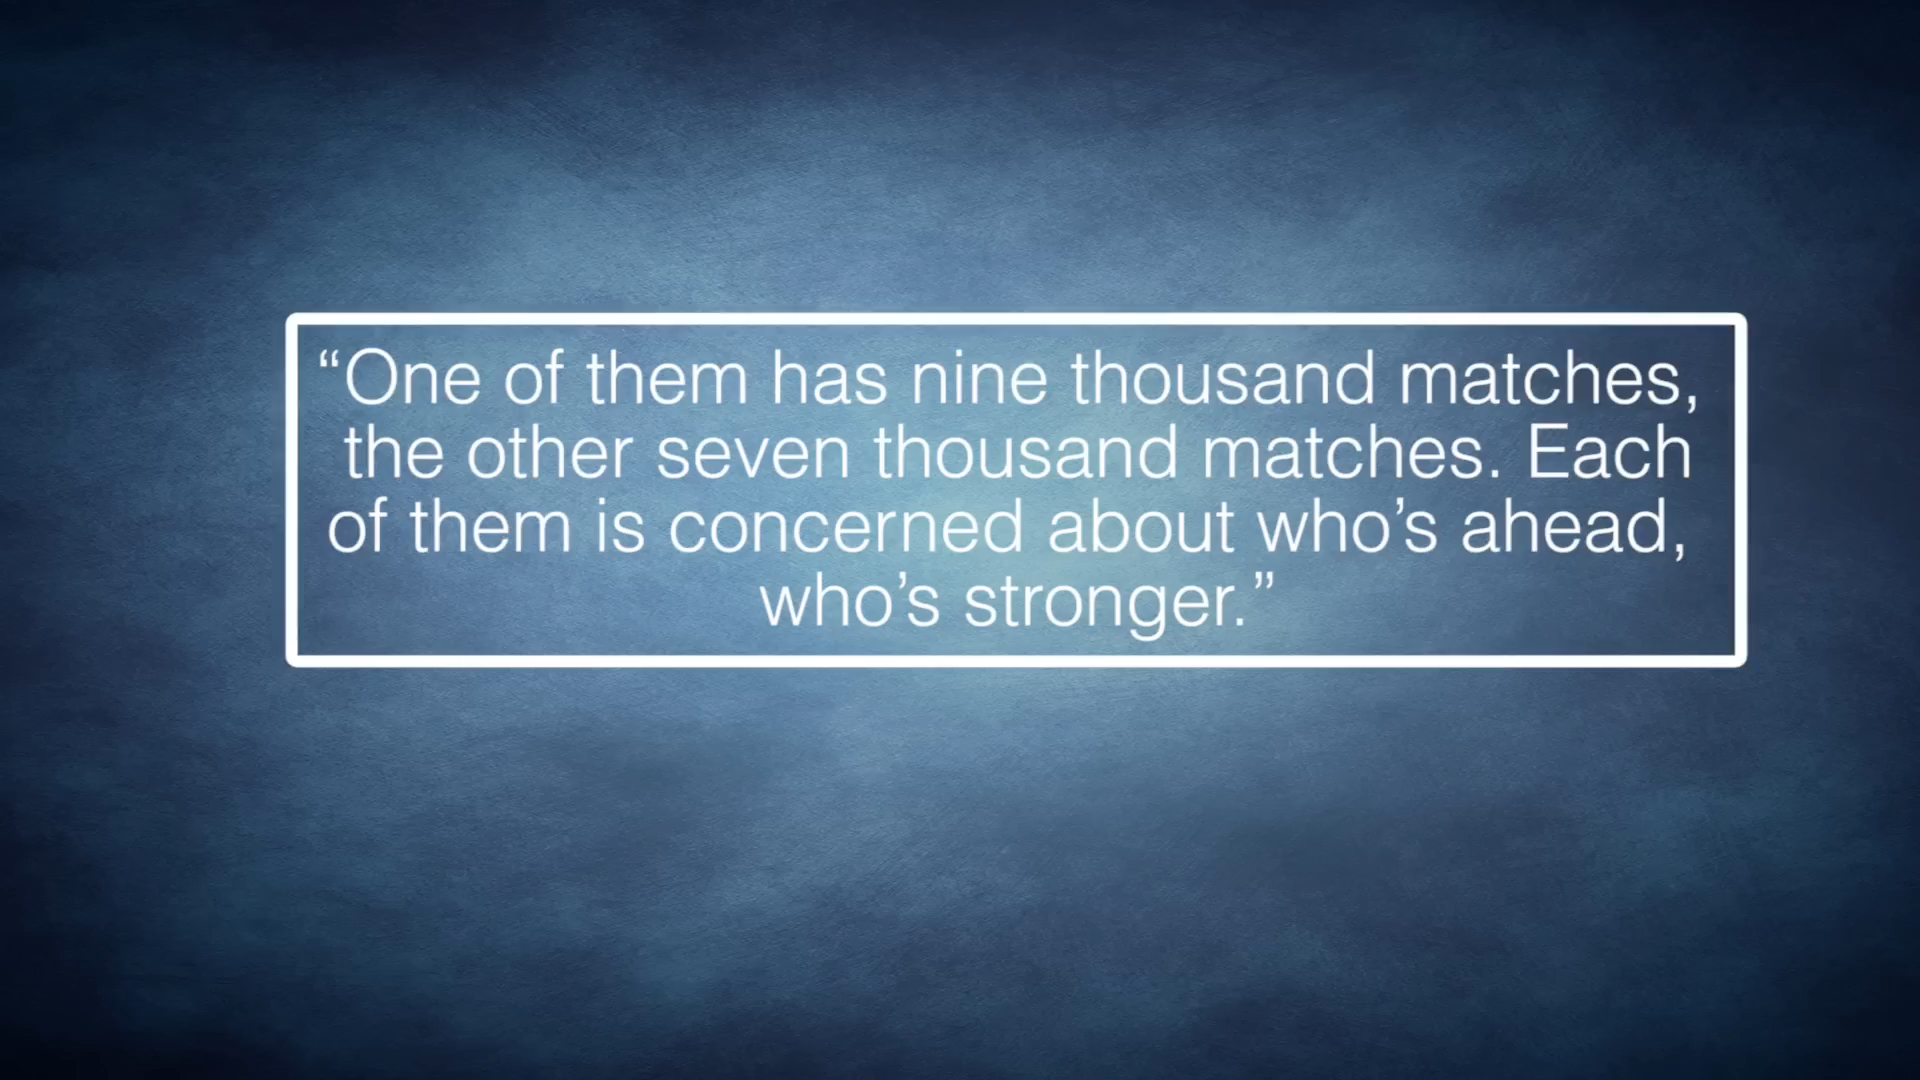 “One of them has nine thousand matches,
the other seven thousand matches. Each
of them is concerned about who’s ahead,
who’s stronger.”